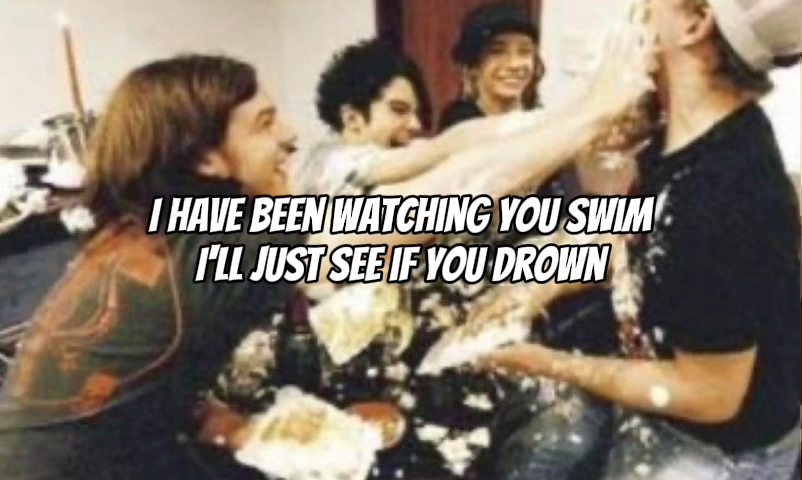 I HAVE BEEN WATCHING YOU SWIM
I'LL JUST SEE IF YOU DROWN